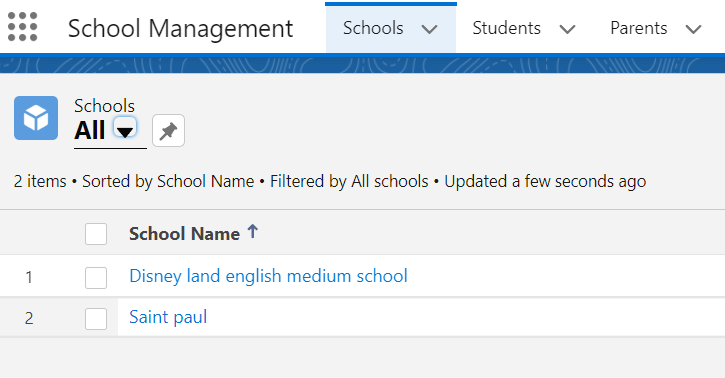 School Management Schools Students Parents
Schools
All
2 items • Sorted by School Name • Filtered by All schools • Updated a few seconds ago
School Name ↑
1 Disney land english medium school
2 Saint paul